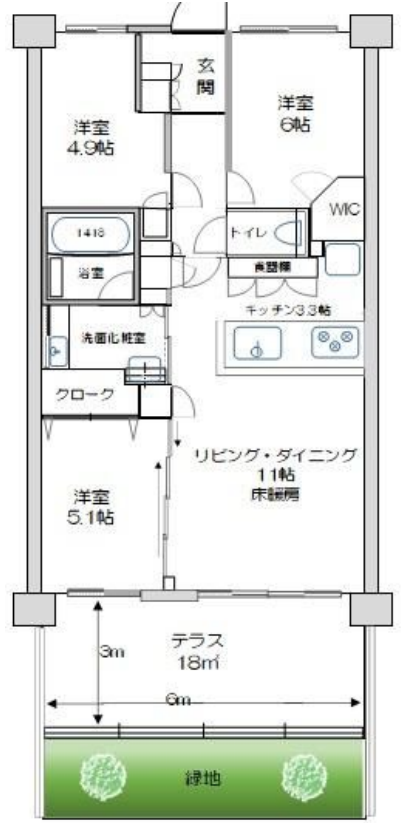 玄
関
洋室
4.9帖
洋室
6帖
WIC
1418
浴室
トイレ
食器棚
キッチン3.3帖
洗面化粧室
クローク
リビング・ダイニング
11帖
床暖房
洋室
5.1帖
テラス
18㎡
3m
6m
緑地